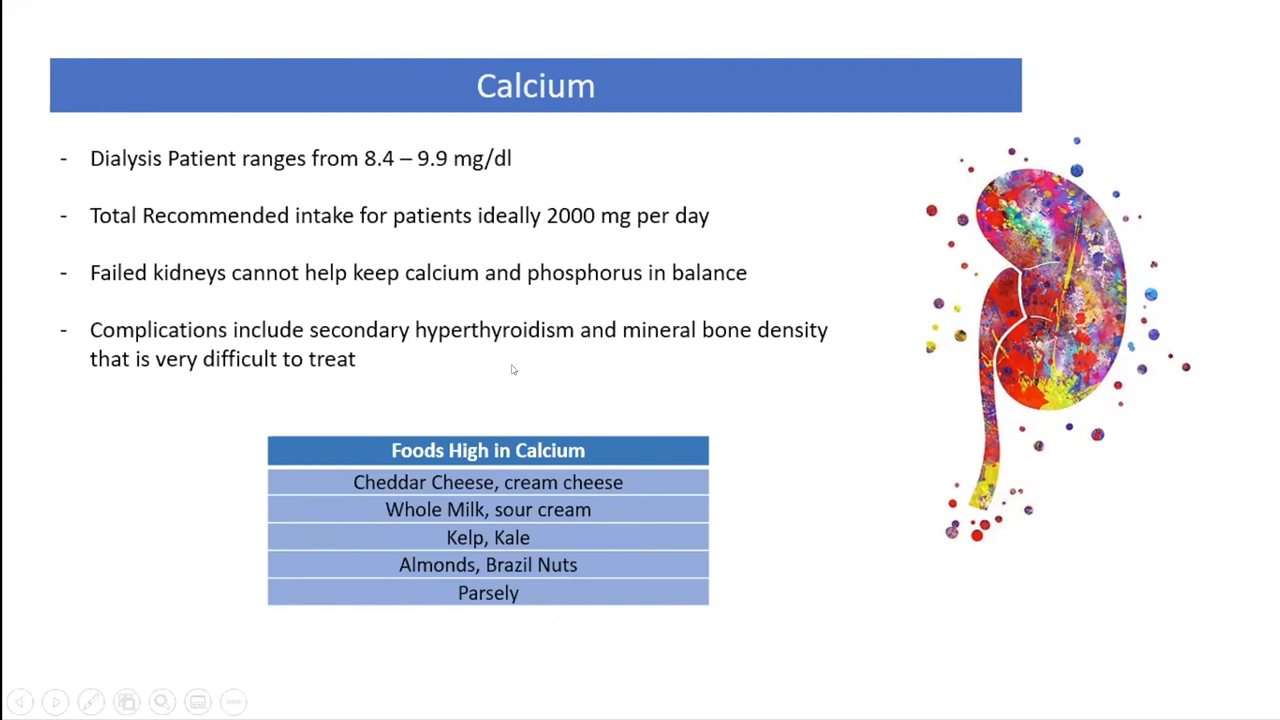 Calcium
- Dialysis Patient ranges from 8.4 – 9.9 mg/dl
- Total Recommended intake for patients ideally 2000 mg per day
- Failed kidneys cannot help keep calcium and phosphorus in balance
- Complications include secondary hyperthyroidism and mineral bone density
that is very difficult to treat
Foods High in Calcium
Cheddar Cheese, cream cheese
Whole Milk, sour cream
Kelp, Kale
Almonds, Brazil Nuts
Parsely